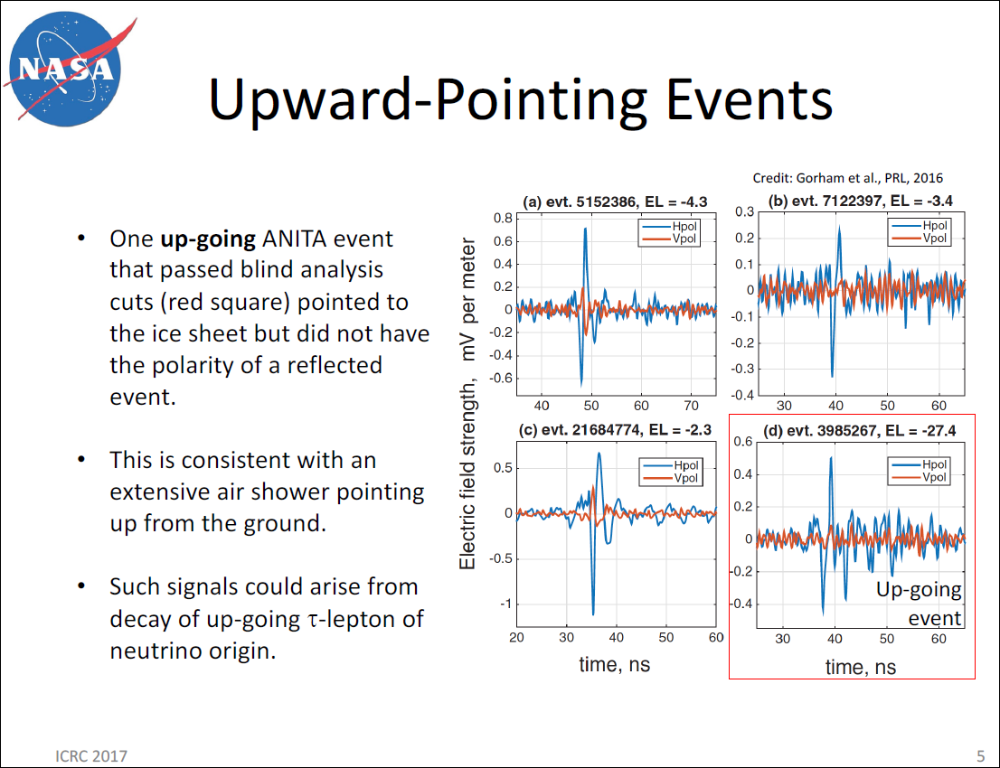 NASA
Upward-Pointing Events
• One up-going ANITA event
that passed blind analysis
cuts (red square) pointed to
the ice sheet but did not have
the polarity of a reflected
event.
• This is consistent with an
extensive air shower pointing
up from the ground.
• Such signals could arise from
decay of up-going τ-lepton of
neutrino origin.
Credit: Gorham et al., PRL, 2016
Electric field strength, mV per meter
(a) evt. 5152386, EL = -4.3
Hpol
Vpol
0.8
0.6
0.4
0.2
0
-0.2
-0.4
-0.6
40 50 60 70
(b) evt. 7122397, EL = -3.4
Hpol
Vpol
0.3
0.2
0.1
0
-0.1
-0.2
-0.3
-0.4
30 40 50 60
(c) evt. 21684774, EL = -2.3
Hpol
Vpol
0.5
0
-0.5
-1
20 30 40 50 60
time, ns
(d) evt. 3985267, EL = -27.4
Hpol
Vpol
0.6
0.4
0.2
0
-0.2
-0.4
Up-going
event
30 40 50 60
time, ns
ICRC 2017
5